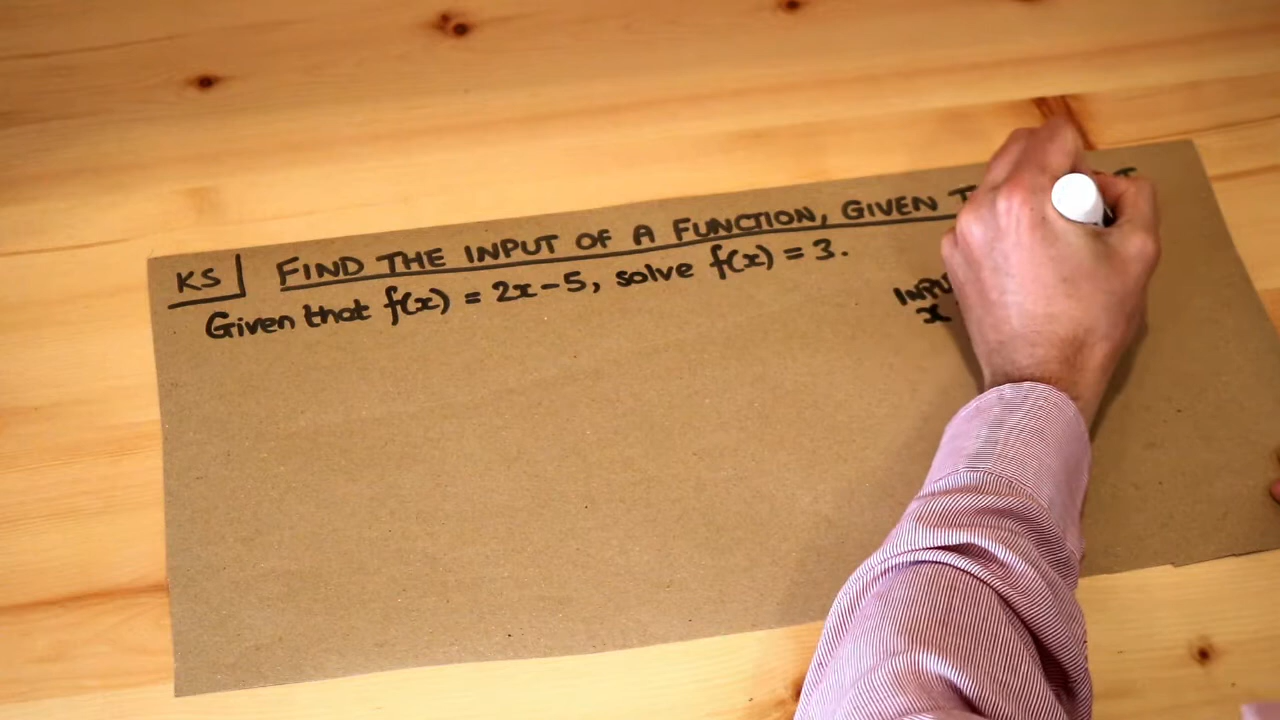 KS FIND THE INPUT OF A FUNCTION, GIVEN
Given that f(x) = 2x-5, solve f(x) = 3.
x